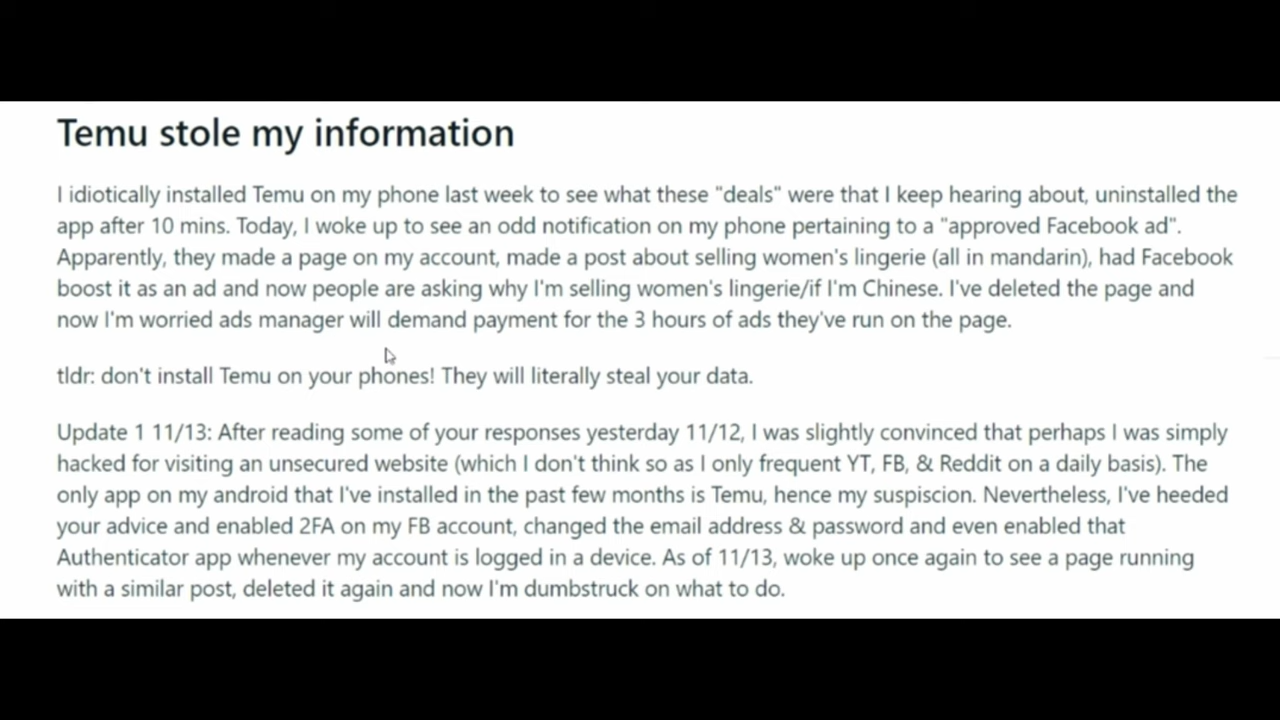 Temu stole my information
I idiotically installed Temu on my phone last week to see what these "deals" were that I keep hearing about, uninstalled the
app after 10 mins. Today, I woke up to see an odd notification on my phone pertaining to a "approved Facebook ad".
Apparently, they made a page on my account, made a post about selling women's lingerie (all in mandarin), had Facebook
boost it as an ad and now people are asking why I'm selling women's lingerie/if I'm Chinese. I've deleted the page and
now I'm worried ads manager will demand payment for the 3 hours of ads they've run on the page.
tldr: don't install Temu on your phones! They will literally steal your data.
Update 1 11/13: After reading some of your responses yesterday 11/12, I was slightly convinced that perhaps I was simply
hacked for visiting an unsecured website (which I don't think so as I only frequent YT, FB, & Reddit on a daily basis). The
only app on my android that I've installed in the past few months is Temu, hence my suspiscion. Nevertheless, I've heeded
your advice and enabled 2FA on my FB account, changed the email address & password and even enabled that
Authenticator app whenever my account is logged in a device. As of 11/13, woke up once again to see a page running
with a similar post, deleted it again and now I'm dumbstruck on what to do.